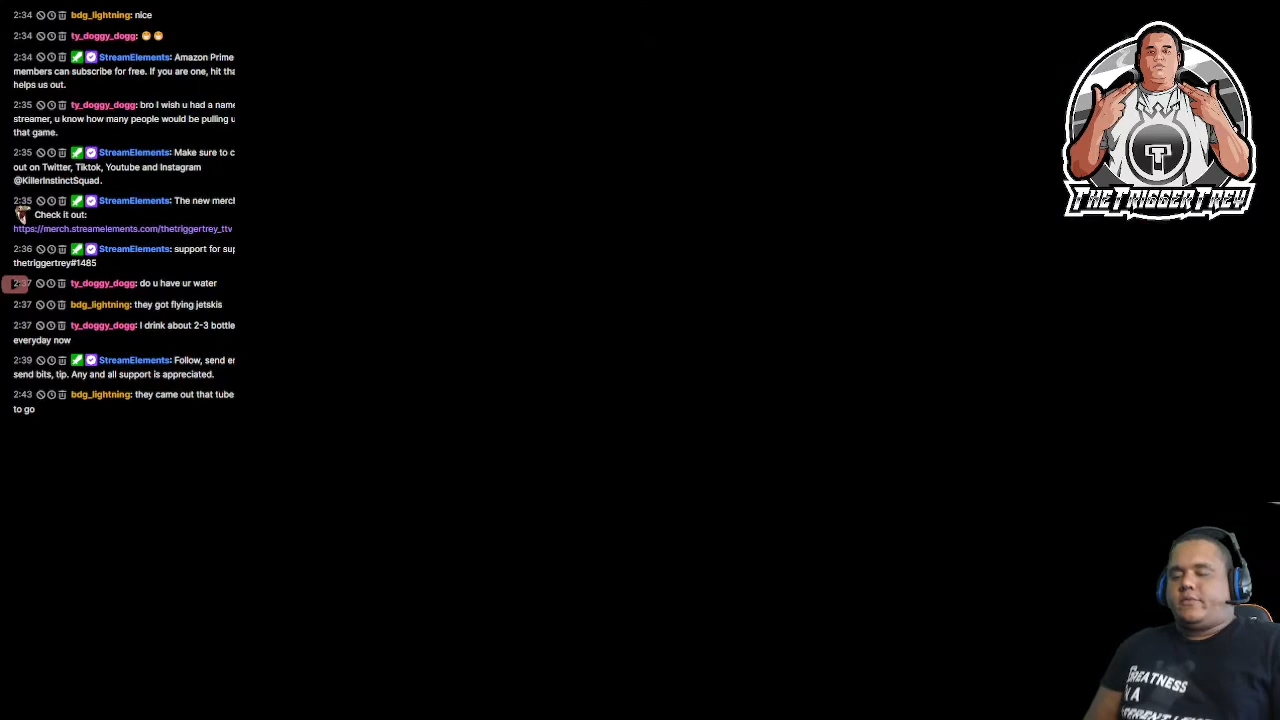 2:34 bdg_lightning: nice
2:34 ty_doggy_dogg:
2:34 StreamElements: Amazon Prime
members can subscribe for free. If you are one, hit tha
helps us out.
2:35 ty_doggy_dogg: bro I wish u had a name
streamer, u know how many people would be pulling u
that game.
2:35 StreamElements: Make sure to c
out on Twitter, Tiktok, Youtube and Instagram
@KillerInstinctSquad.
2:35 StreamElements: The new merch
Check it out:
https://merch.streamelements.com/thetriggertrey_ttv
2:36 StreamElements: support for sup
thetriggertrey#1485
2:37 ty_doggy_dogg: do u have ur water
2:37 bdg_lightning: they got flying jetskis
2:37 ty_doggy_dogg: I drink about 2-3 bottle
everyday now
2:39 StreamElements: Follow, send em
send bits, tip. Any and all support is appreciated.
2:43 bdg_lightning: they came out that tube
to go
T
THETRIGGERTREY
GREATNESS
A